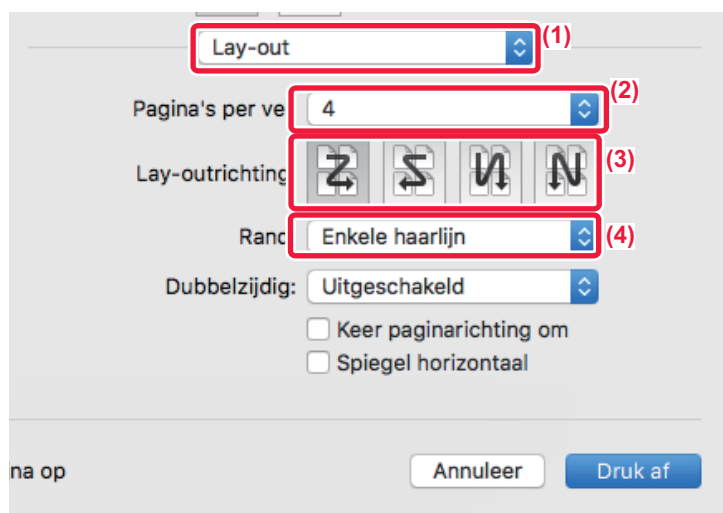 Lay-out (1)
Pagina's per ve 4 (2)
Lay-outrichting (3)
Rand Enkele haarlijn (4)
Dubbelzijdig: Uitgeschakeld
Keer paginarichting om
Spiegel horizontaal
na op Annuleer Druk af